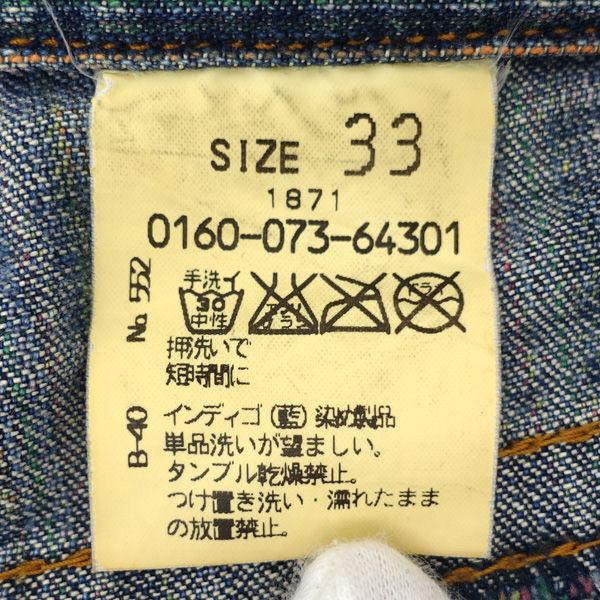 SIZE 33
1871
0160-073-64301
手洗イ
30
中性
押洗いで
短時間に
インディゴ（藍）染め製品
単品洗いが望ましい。
タンブル乾燥禁止。
つけ置き洗い・濡れたまま
の放置禁止。
No 552
B-40